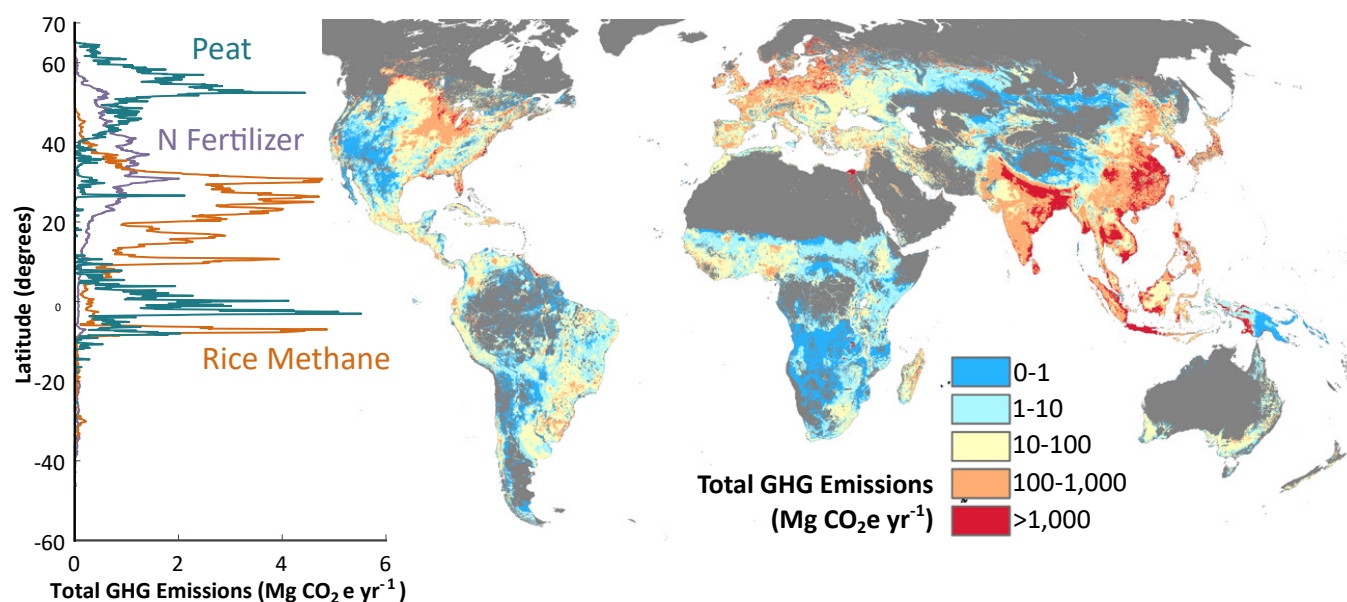 70
60
40
20
0
-20
-40
-60
Latitude (degrees)
Peat
N Fertilizer
Rice Methane
0 2 4 6
Total GHG Emissions (Mg CO₂ e yr⁻¹)
Total GHG Emissions
(Mg CO₂e yr⁻¹)
0-1
1-10
10-100
100-1,000
>1,000